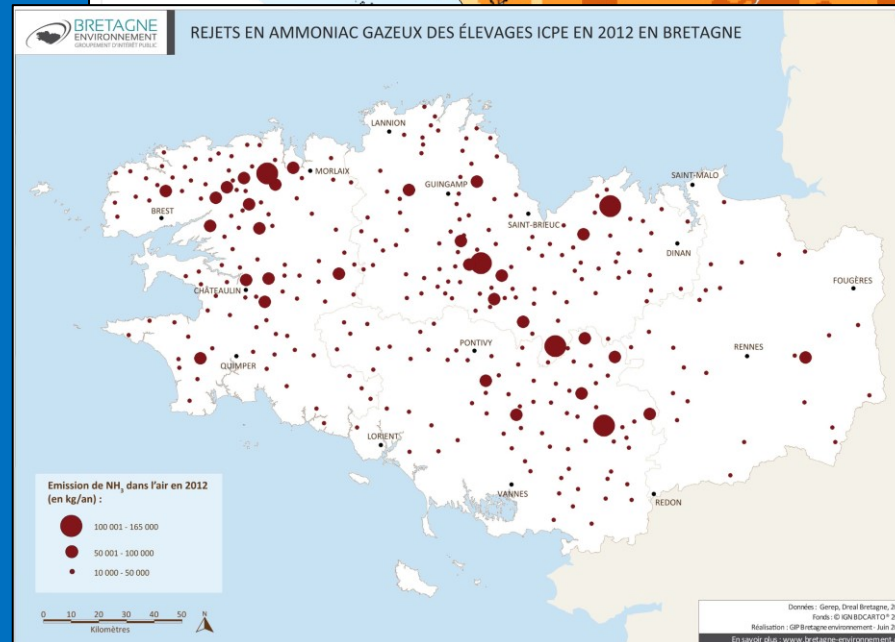 BRETAGNE
ENVIRONNEMENT
GROUPEMENT D'INTÉRÊT PUBLIC
REJETS EN AMMONIAC GAZEUX DES ÉLEVAGES ICPE EN 2012 EN BRETAGNE
LANNION
MORLAIX
GUINGAMP
SAINT-MALO
BREST
SAINT-BRIEUC
DINAN
CHÂTEAULIN
FOUGÈRES
PONTIVY
RENNES
QUIMPER
LORIENT
VANNES
REDON
Emission de NH3 dans l'air en 2012
(en kg/an) :
100 001 - 165 000
50 001 - 100 000
10 000 - 50 000
0 10 20 30 40 50
Kilomètres
N
Données : Gerep, Dreal Bretagne,
Fonds : © IGN BDCARTO®
Réalisation : GIP Bretagne environnement - Juin
En savoir plus : www.bretagne-environnement